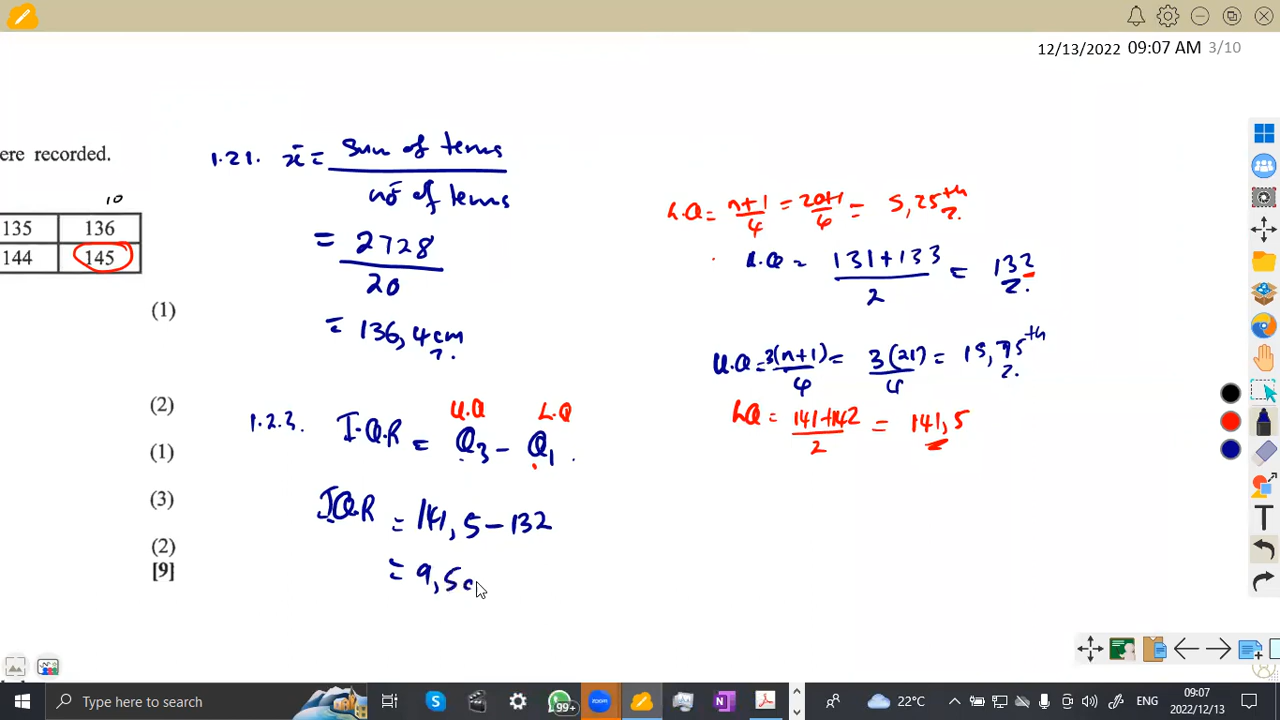 12/13/2022 09:07 AM 3/10
ere recorded.
10
135 136
144 145
(1)
(2)
(1)
(3)
(2)
[9]
1.21. x̄ = Sum of terms
no of terms
= 2728
20
= 136,4cm
1.2.3. I.Q.R = Q3 - Q1
U.Q L.Q
IQR = 141,5 - 132
= 9,5c
L.Q = n+1/4 = 20+1/4 = 5,25th
L.Q = 131+133/2 = 132
U.Q = 3(n+1)/4 = 3(21)/4 = 15,75th
LQ = 141+142/2 = 141,5
Type here to search
99+
22°C
ENG
09:07
2022/12/13